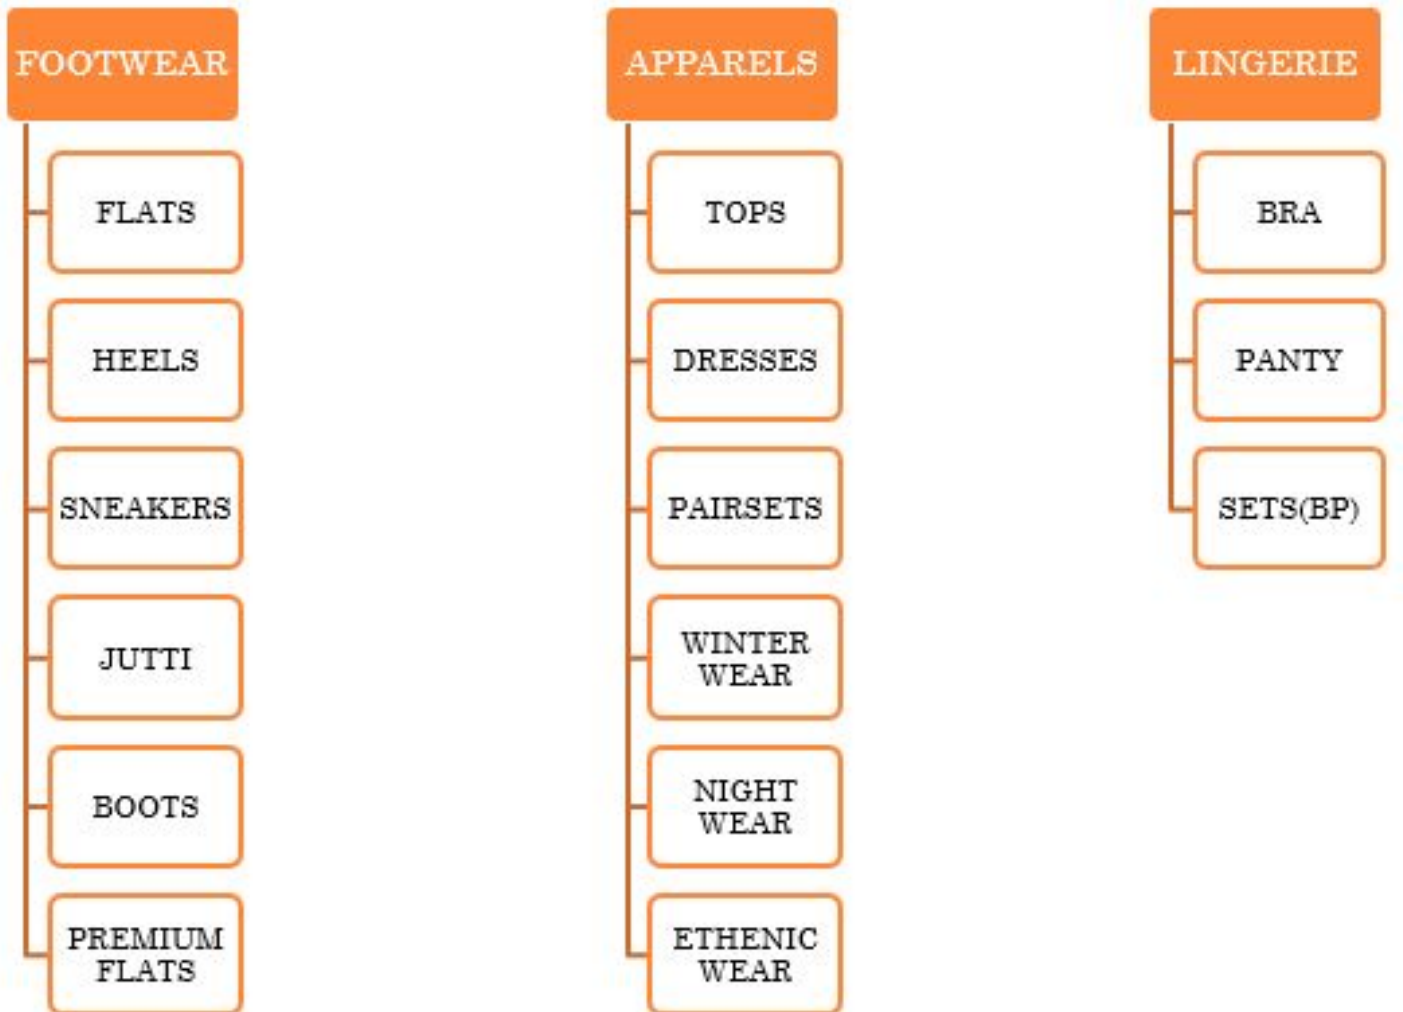 FOOTWEAR
FLATS
HEELS
SNEAKERS
JUTTI
BOOTS
PREMIUM
FLATS
APPARELS
TOPS
DRESSES
PAIRSETS
WINTER
WEAR
NIGHT
WEAR
ETHENIC
WEAR
LINGERIE
BRA
PANTY
SETS(BP)